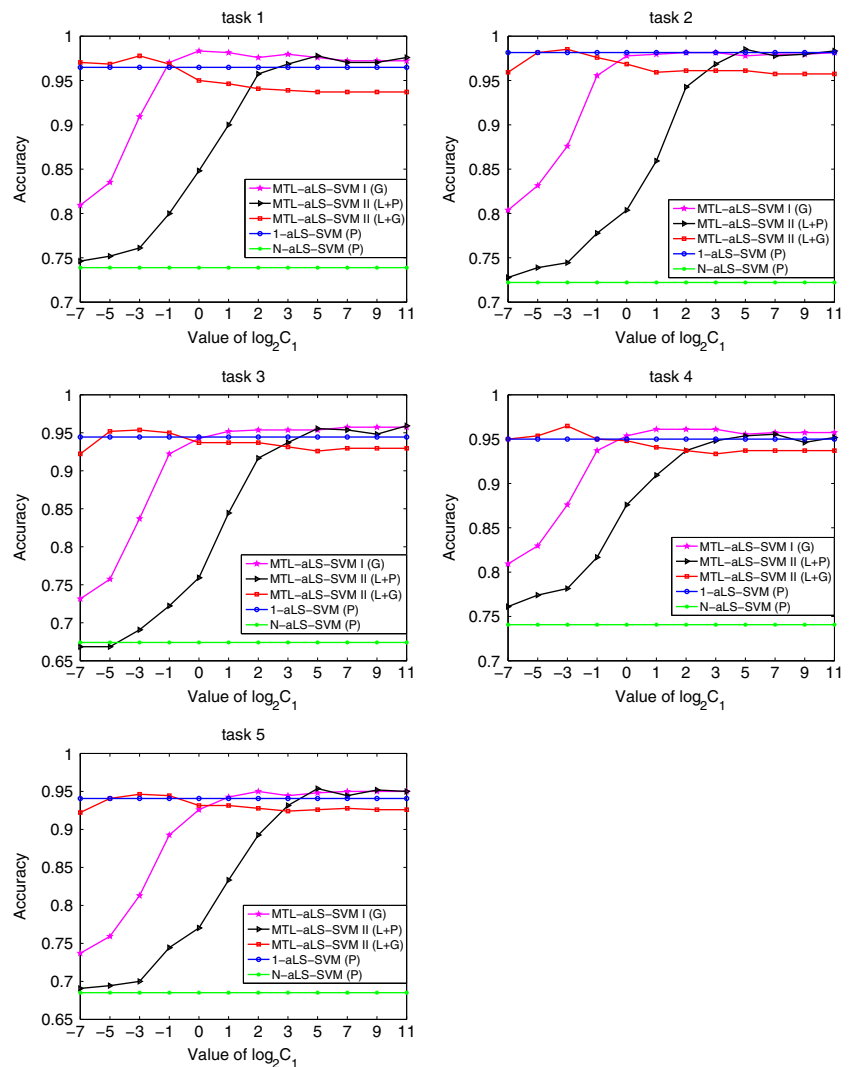 task 1
1
0.95
0.9
0.85
0.8
0.75
0.7
Accuracy
MTL−aLS−SVM I (G)
MTL−aLS−SVM II (L+P)
MTL−aLS−SVM II (L+G)
1−aLS−SVM (P)
N−aLS−SVM (P)
−7 −5 −3 −1 0 1 2 3 5 7 9 11
Value of log₂C₁
task 2
1
0.95
0.9
0.85
0.8
0.75
0.7
Accuracy
MTL−aLS−SVM I (G)
MTL−aLS−SVM II (L+P)
MTL−aLS−SVM II (L+G)
1−aLS−SVM (P)
N−aLS−SVM (P)
−7 −5 −3 −1 0 1 2 3 5 7 9 11
Value of log₂C₁
task 3
1
0.95
0.9
0.85
0.8
0.75
0.7
0.65
Accuracy
MTL−aLS−SVM I (G)
MTL−aLS−SVM II (L+P)
MTL−aLS−SVM II (L+G)
1−aLS−SVM (P)
N−aLS−SVM (P)
−7 −5 −3 −1 0 1 2 3 5 7 9 11
Value of log₂C₁
task 4
1
0.95
0.9
0.85
0.8
0.75
0.7
Accuracy
MTL−aLS−SVM I (G)
MTL−aLS−SVM II (L+P)
MTL−aLS−SVM II (L+G)
1−aLS−SVM (P)
N−aLS−SVM (P)
−7 −5 −3 −1 0 1 2 3 5 7 9 11
Value of log₂C₁
task 5
1
0.95
0.9
0.85
0.8
0.75
0.7
0.65
Accuracy
MTL−aLS−SVM I (G)
MTL−aLS−SVM II (L+P)
MTL−aLS−SVM II (L+G)
1−aLS−SVM (P)
N−aLS−SVM (P)
−7 −5 −3 −1 0 1 2 3 5 7 9 11
Value of log₂C₁